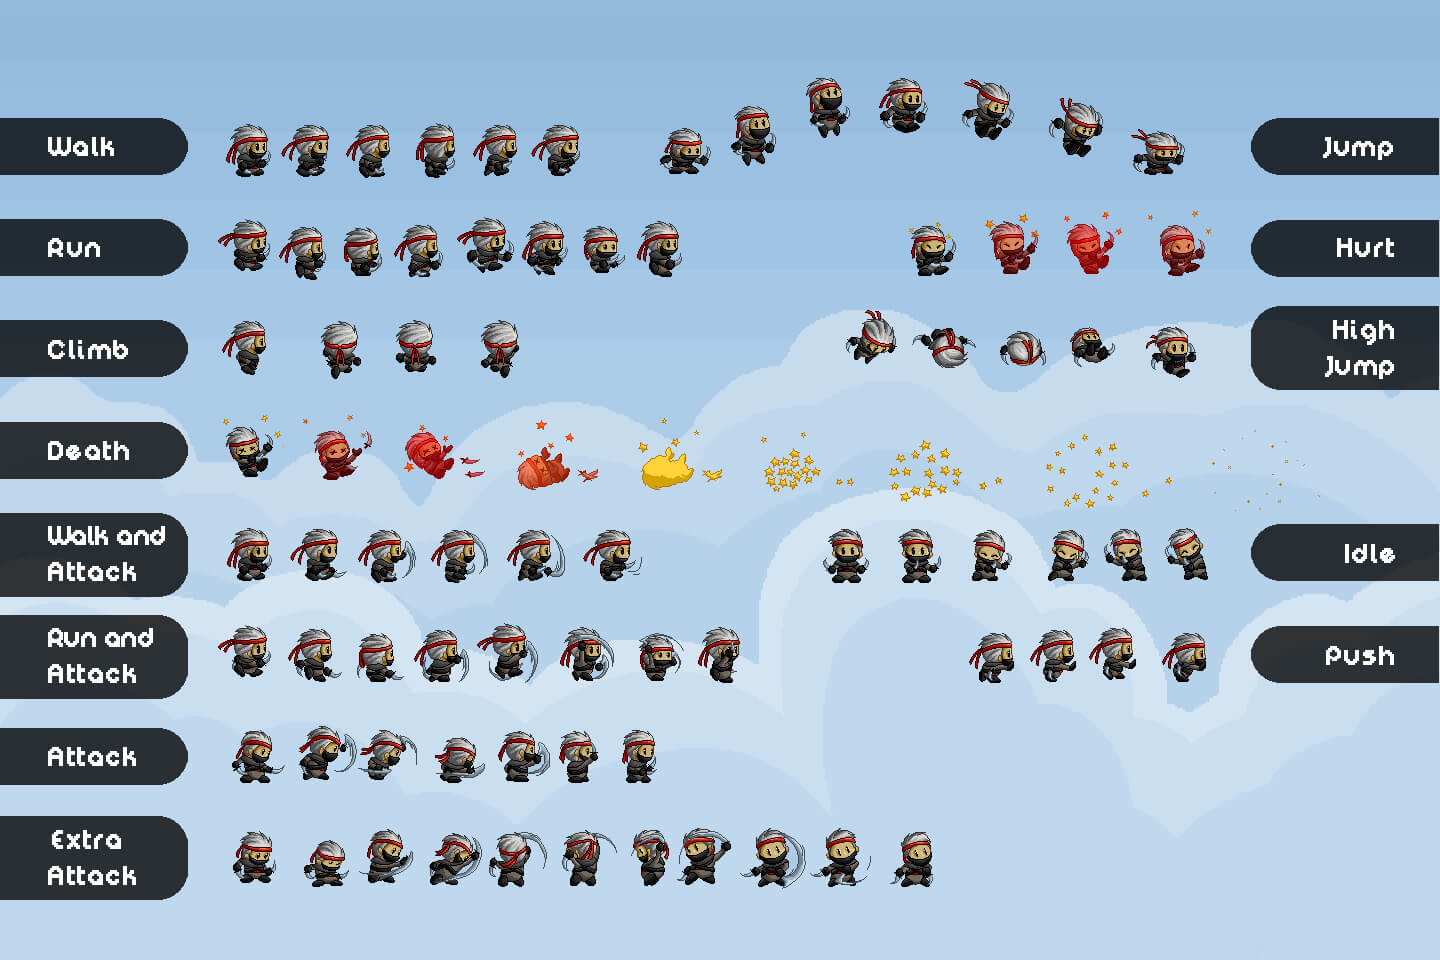 Walk
Jump
Run
Hurt
Climb
High
Jump
Death
Walk and
Attack
Idle
Run and
Attack
Push
Attack
Extra
Attack